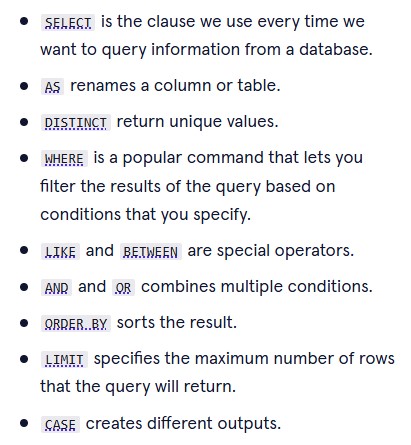 SELECT is the clause we use every time we
want to query information from a database.
AS renames a column or table.
DISTINCT return unique values.
WHERE is a popular command that lets you
filter the results of the query based on
conditions that you specify.
LIKE and BETWEEN are special operators.
AND and OR combines multiple conditions.
ORDER BY sorts the result.
LIMIT specifies the maximum number of rows
that the query will return.
CASE creates different outputs.